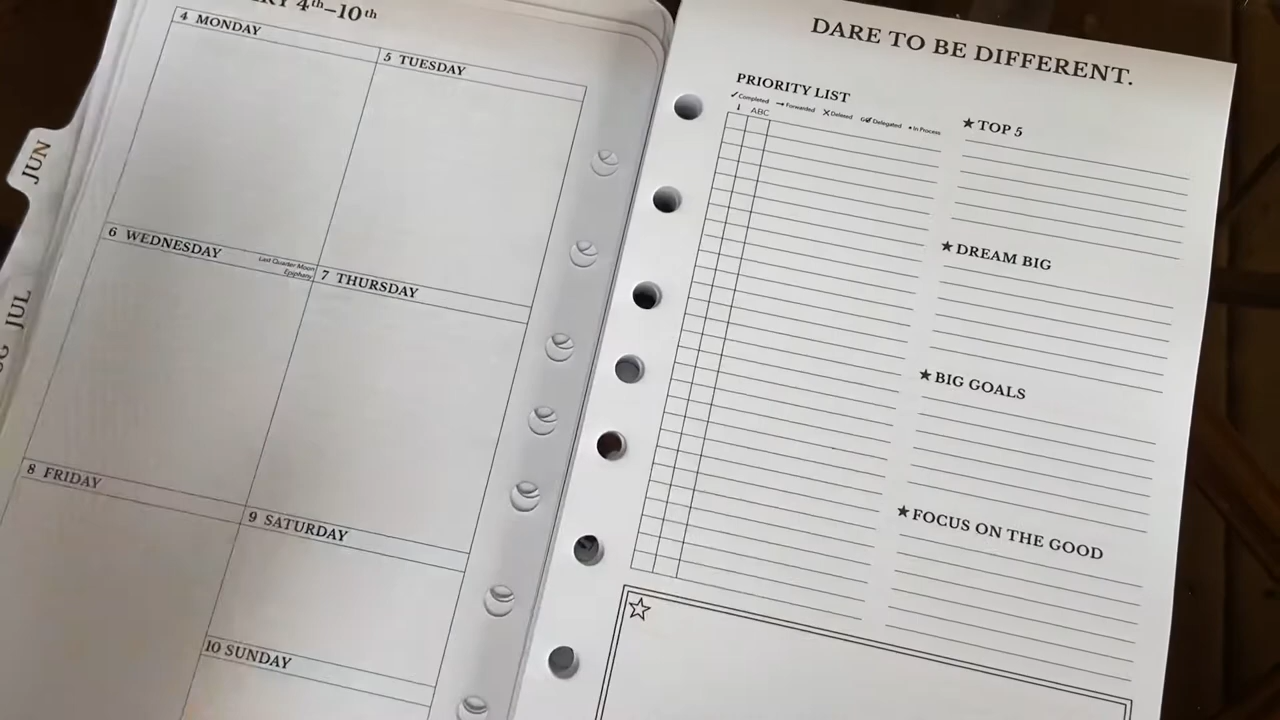 4th–10th
4 MONDAY
5 TUESDAY
6 WEDNESDAY
Last Quarter Moon
Epiphany
7 THURSDAY
8 FRIDAY
9 SATURDAY
10 SUNDAY
JUN
JUL
DARE TO BE DIFFERENT.
PRIORITY LIST
✓Completed →Forwarded ✗Deleted Delegated •In Process
↓ ABC
★ TOP 5
★ DREAM BIG
★ BIG GOALS
★ FOCUS ON THE GOOD